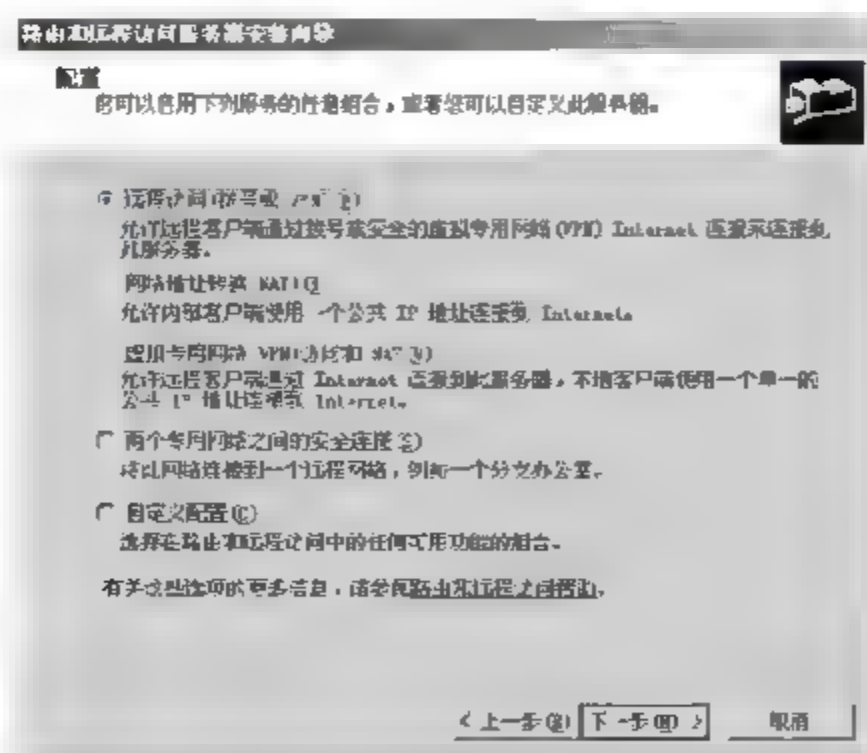 路由和远程访问服务器安装向导
配置
您可以启用下列服务的任意组合，或者您可以自定义此服务器。
远程访问(拨号或 VPN)(R)
允许远程客户端通过拨号或安全的虚拟专用网络(VPN) Internet 连接来连接到
此服务器。
网络地址转换(NAT)(E)
允许内部客户端使用一个公共 IP 地址连接到 Internet。
虚拟专用网络(VPN)访问和 NAT(V)
允许远程客户端通过 Internet 连接到此服务器，本地客户端使用一个单一的
公共 IP 地址连接到 Internet。
两个专用网络之间的安全连接(S)
将此网络连接到一个远程网络，例如一个分支办公室。
自定义配置(C)
选择在路由和远程访问中的任何可用功能的组合。
有关这些选项的更多信息，请参阅路由和远程访问帮助。
< 上一步(B)
下一步(N) >
取消